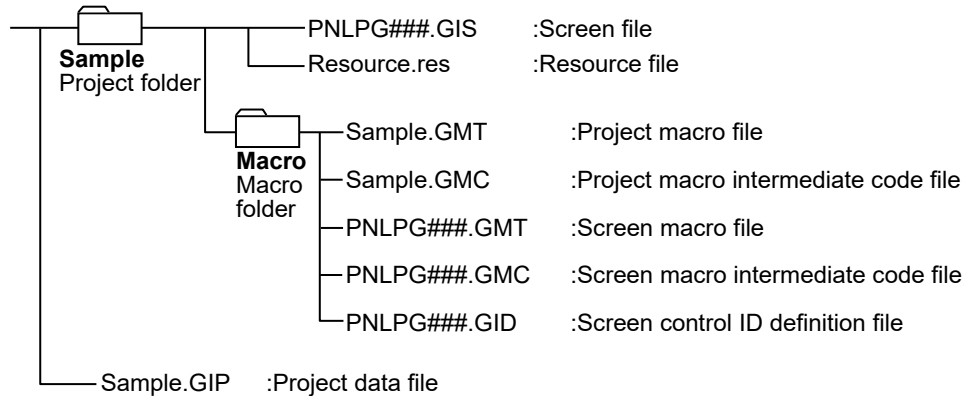 PNLPG###.GIS :Screen file
Sample
Project folder
Resource.res :Resource file
Macro
Macro
folder
Sample.GMT :Project macro file
Sample.GMC :Project macro intermediate code file
PNLPG###.GMT :Screen macro file
PNLPG###.GMC :Screen macro intermediate code file
PNLPG###.GID :Screen control ID definition file
Sample.GIP :Project data file